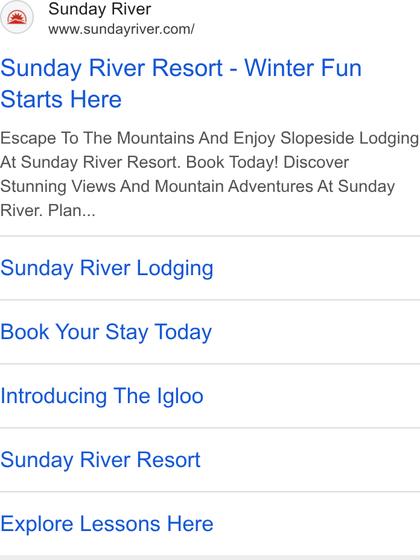 Sunday River
www.sundayriver.com/
Sunday River Resort - Winter Fun
Starts Here
Escape To The Mountains And Enjoy Slopeside Lodging
At Sunday River Resort. Book Today! Discover
Stunning Views And Mountain Adventures At Sunday
River. Plan...
Sunday River Lodging
Book Your Stay Today
Introducing The Igloo
Sunday River Resort
Explore Lessons Here